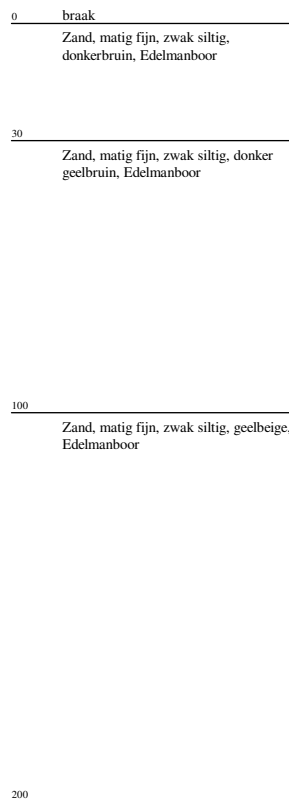 0 braak
Zand, matig fijn, zwak siltig,
donkerbruin, Edelmanboor
30
Zand, matig fijn, zwak siltig, donker
geelbruin, Edelmanboor
100
Zand, matig fijn, zwak siltig, geelbeige,
Edelmanboor
200